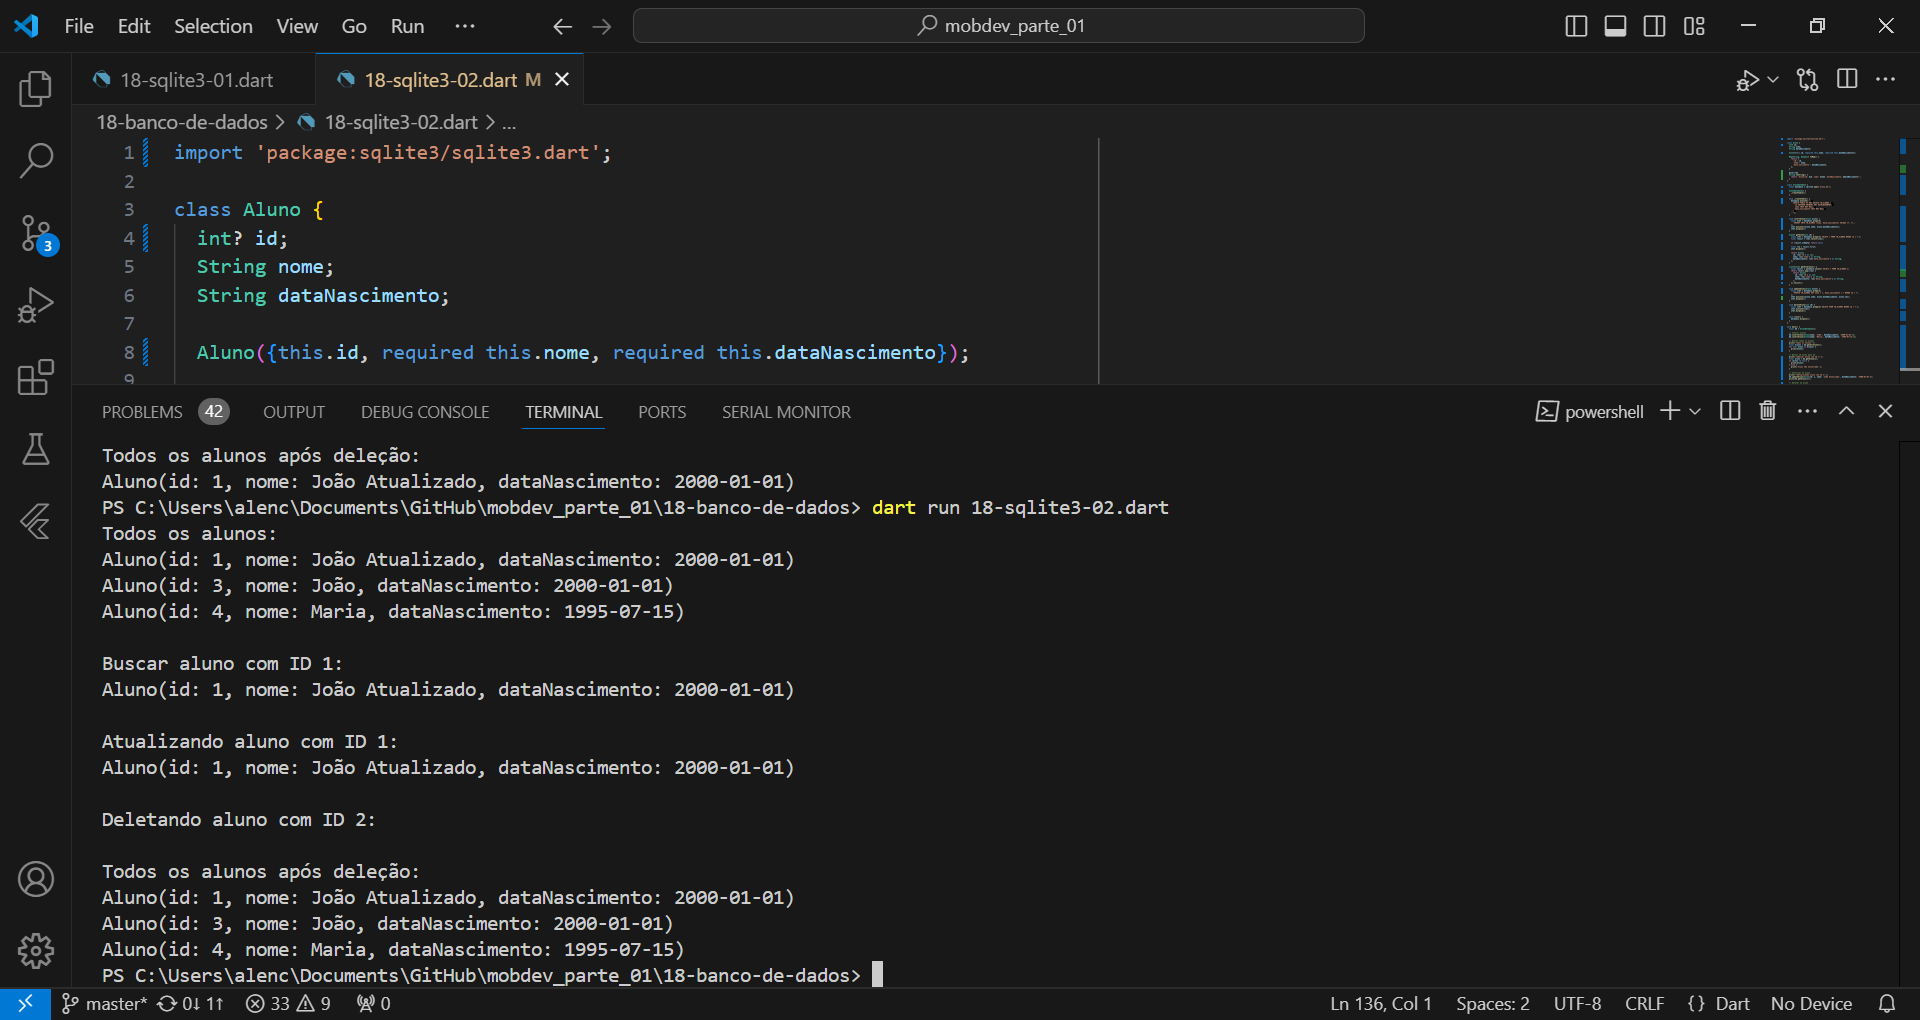 File Edit Selection View Go Run ··· mobdev_parte_01
18-sqlite3-01.dart 18-sqlite3-02.dart M
18-banco-de-dados > 18-sqlite3-02.dart > ...
1 import 'package:sqlite3/sqlite3.dart';
2
3 class Aluno {
4 int? id;
5 String nome;
6 String dataNascimento;
7
8 Aluno({this.id, required this.nome, required this.dataNascimento});
9
3
PROBLEMS 42 OUTPUT DEBUG CONSOLE TERMINAL PORTS SERIAL MONITOR powershell
Todos os alunos após deleção:
Aluno(id: 1, nome: João Atualizado, dataNascimento: 2000-01-01)
PS C:\Users\alenc\Documents\GitHub\mobdev_parte_01\18-banco-de-dados> dart run 18-sqlite3-02.dart
Todos os alunos:
Aluno(id: 1, nome: João Atualizado, dataNascimento: 2000-01-01)
Aluno(id: 3, nome: João, dataNascimento: 2000-01-01)
Aluno(id: 4, nome: Maria, dataNascimento: 1995-07-15)
Buscar aluno com ID 1:
Aluno(id: 1, nome: João Atualizado, dataNascimento: 2000-01-01)
Atualizando aluno com ID 1:
Aluno(id: 1, nome: João Atualizado, dataNascimento: 2000-01-01)
Deletando aluno com ID 2:
Todos os alunos após deleção:
Aluno(id: 1, nome: João Atualizado, dataNascimento: 2000-01-01)
Aluno(id: 3, nome: João, dataNascimento: 2000-01-01)
Aluno(id: 4, nome: Maria, dataNascimento: 1995-07-15)
PS C:\Users\alenc\Documents\GitHub\mobdev_parte_01\18-banco-de-dados>
master* 0↓ 1↑ 33 9 0 Ln 136, Col 1 Spaces: 2 UTF-8 CRLF {} Dart No Device